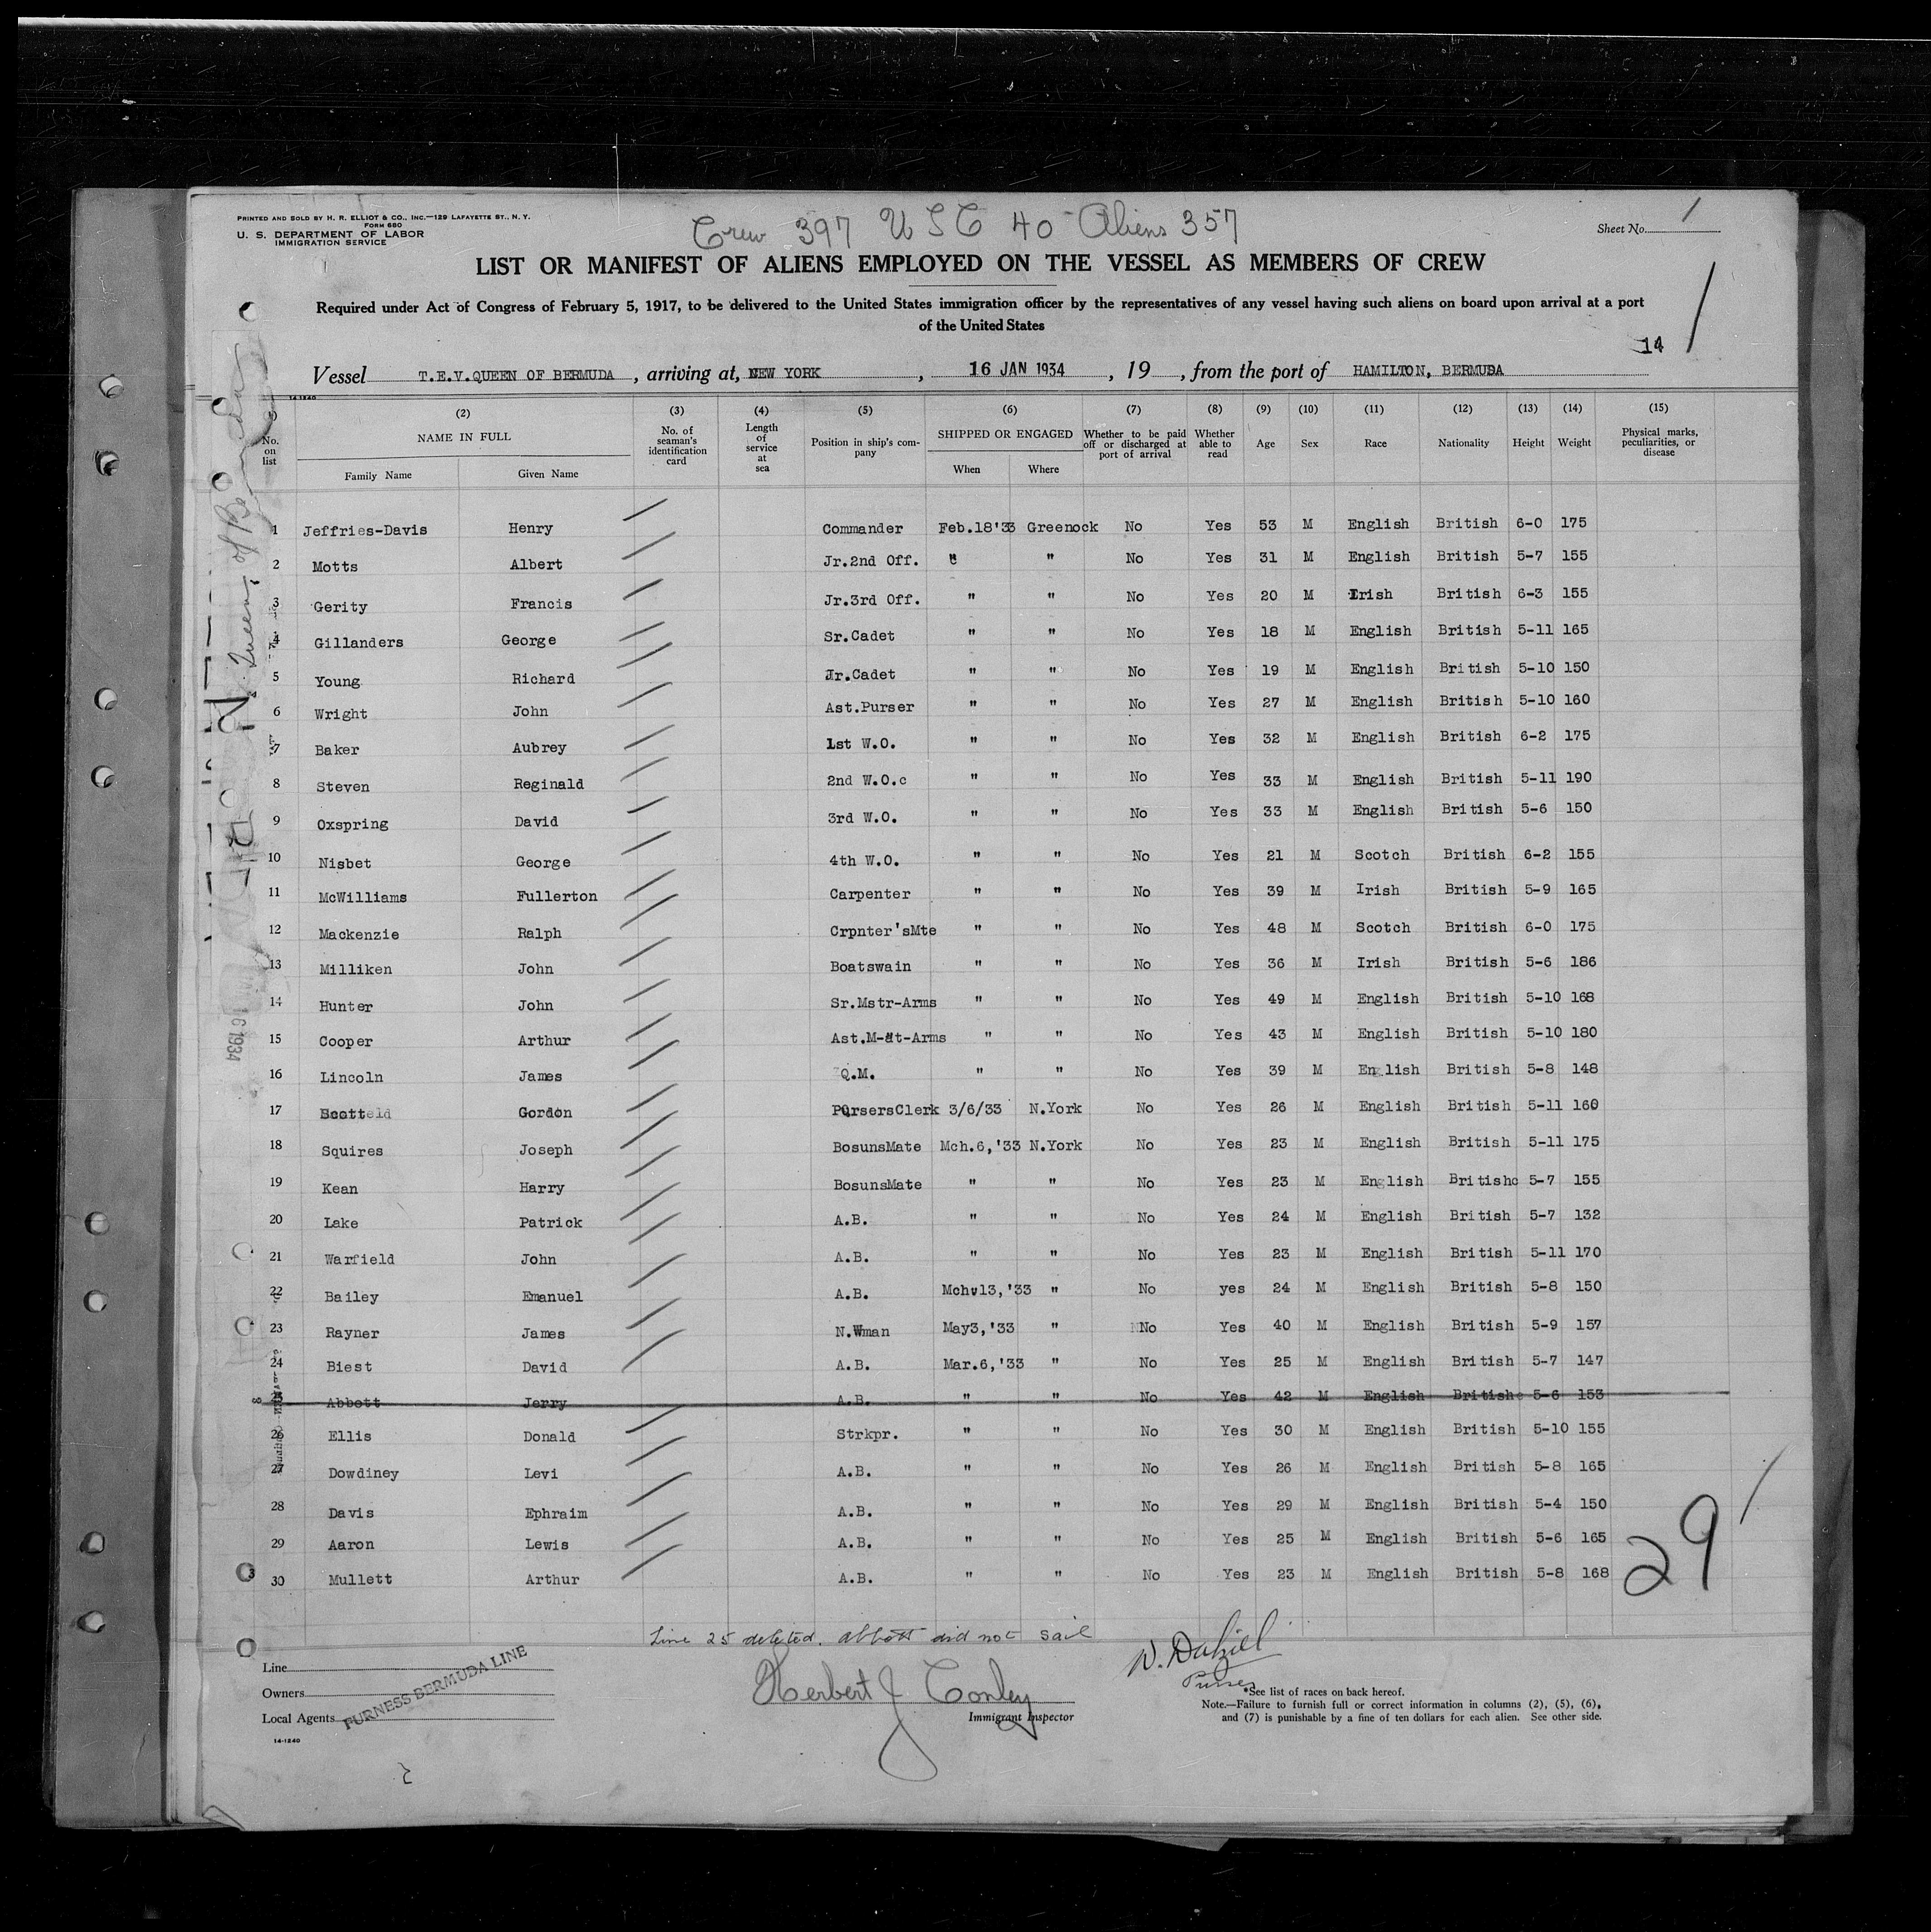 PRINTED AND SOLD BY H. R. ELLIOT & CO., INC.—129 LAFAYETTE ST., N. Y.
FORM 680
U. S. DEPARTMENT OF LABOR
IMMIGRATION SERVICE
Crew 397 U S C 40 Aliens 357
Sheet No. 1
LIST OR MANIFEST OF ALIENS EMPLOYED ON THE VESSEL AS MEMBERS OF CREW
Required under Act of Congress of February 5, 1917, to be delivered to the United States immigration officer by the representatives of any vessel having such aliens on board upon arrival at a port
of the United States
14 1
Vessel T.E.V.QUEEN OF BERMUDA, arriving at, NEW YORK, 16 JAN 1934, 19, from the port of HAMILTON, BERMUDA
14-1240
(2) (3) (4) (5) (6) (7) (8) (9) (10) (11) (12) (13) (14) (15)
No. on list NAME IN FULL Family Name Given Name No. of seaman's identification card Length of service at sea Position in ship's company SHIPPED OR ENGAGED When Where Whether to be paid off or discharged at port of arrival Whether able to read Age Sex Race Nationality Height Weight Physical marks, peculiarities, or disease
1 Jeffries-Davis Henry Commander Feb.18'33 Greenock No Yes 53 M English British 6-0 175
2 Motts Albert Jr.2nd Off. " " No Yes 31 M English British 5-7 155
3 Gerity Francis Jr.3rd Off. " " No Yes 20 M Irish British 6-3 155
4 Gillanders George Sr.Cadet " " No Yes 18 M English British 5-11 165
5 Young Richard Jr.Cadet " " No Yes 19 M English British 5-10 150
6 Wright John Ast.Purser " " No Yes 27 M English British 5-10 160
7 Baker Aubrey 1st W.O. " " No Yes 32 M English British 6-2 175
8 Steven Reginald 2nd W.O.c " " No Yes 33 M English British 5-11 190
9 Oxspring David 3rd W.O. " " No Yes 33 M English British 5-6 150
10 Nisbet George 4th W.O. " " No Yes 21 M Scotch British 6-2 155
11 McWilliams Fullerton Carpenter " " No Yes 39 M Irish British 5-9 165
12 Mackenzie Ralph Crpnter'sMte " " No Yes 48 M Scotch British 6-0 175
13 Milliken John Boatswain " " No Yes 36 M Irish British 5-6 186
14 Hunter John Sr.Mstr-Arms " " No Yes 49 M English British 5-10 168
15 Cooper Arthur Ast.M-at-Arms " " No Yes 43 M English British 5-10 180
16 Lincoln James Q.M. " " No Yes 39 M English British 5-8 148
17 Scott Gordon PursersClerk 3/6/33 N.York No Yes 26 M English British 5-11 160
18 Squires Joseph BosunsMate Mch.6,'33 N.York No Yes 23 M English British 5-11 175
19 Kean Harry BosunsMate " " No Yes 23 M English Britishc 5-7 155
20 Lake Patrick A.B. " " No Yes 24 M English British 5-7 132
21 Warfield John A.B. " " No Yes 23 M English British 5-11 170
22 Bailey Emanuel A.B. Mchv13,'33 " No yes 24 M English British 5-8 150
23 Rayner James N.Wman May3,'33 " No Yes 40 M English British 5-9 157
24 Biest David A.B. Mar.6,'33 " No Yes 25 M English British 5-7 147
25 Abbott Jerry A.B. " " No Yes 42 M English British 5-6 153
26 Ellis Donald Strkpr. " " No Yes 30 M English British 5-10 155
27 Dowdiney Levi A.B. " " No Yes 26 M English British 5-8 165
28 Davis Ephraim A.B. " " No Yes 29 M English British 5-4 150
29 Aaron Lewis A.B. " " No Yes 25 M English British 5-6 165
30 Mullett Arthur A.B. " " No Yes 23 M English British 5-8 168
29
Line 25 deleted. Abbott did not sail
Line
Owners
Local Agents
FURNESS BERMUDA LINE
14-1240
Herbert J Conley
Immigrant Inspector
Purser
*See list of races on back hereof.
Note.—Failure to furnish full or correct information in columns (2), (5), (6),
and (7) is punishable by a fine of ten dollars for each alien. See other side.
Queen of Bermuda
16 1934